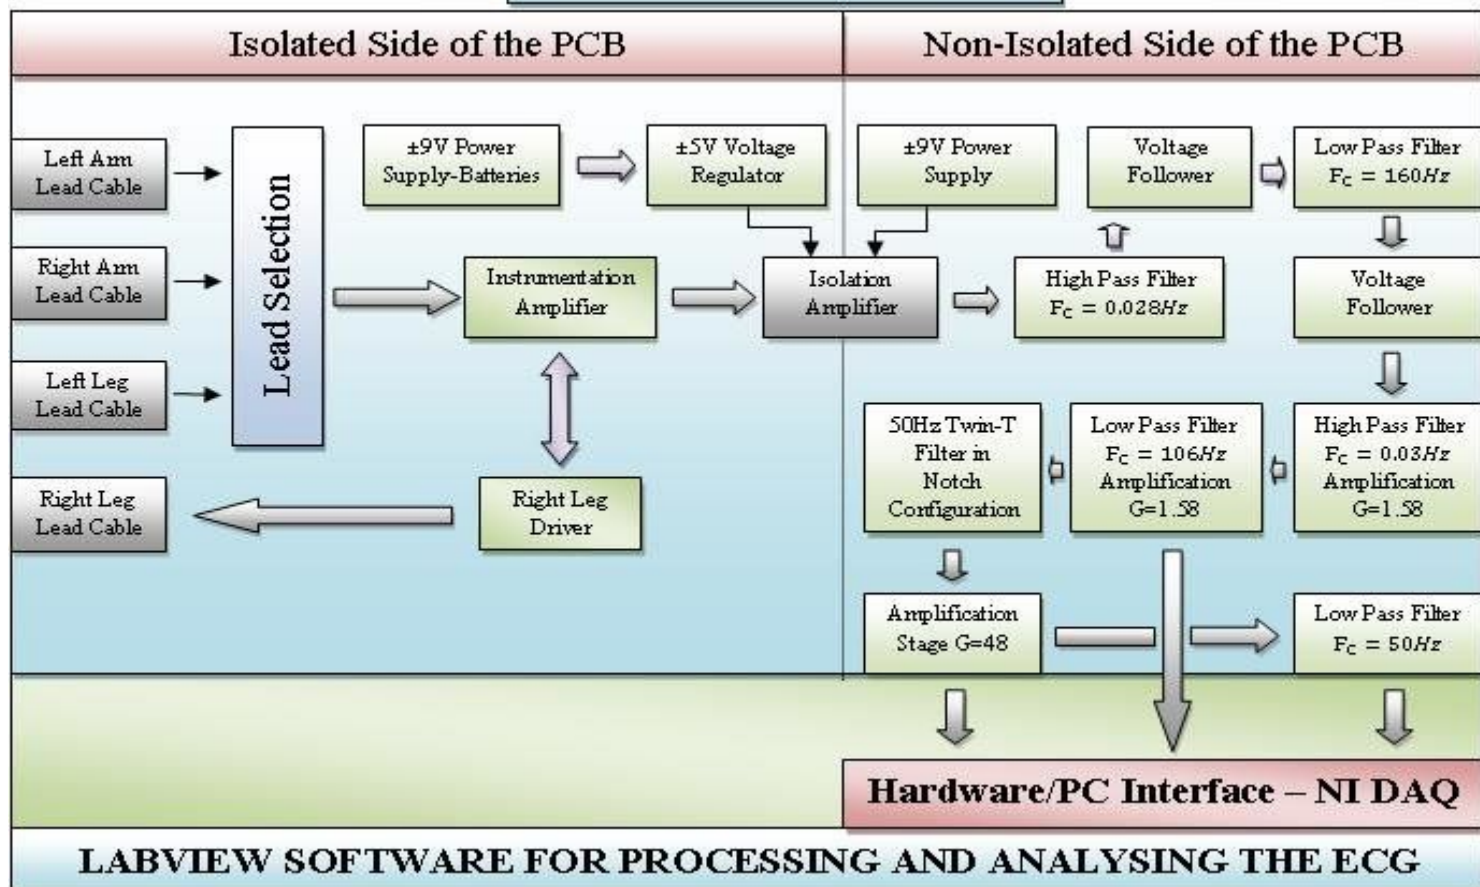 Isolated Side of the PCB
Non-Isolated Side of the PCB
Left Arm
Lead Cable
Right Arm
Lead Cable
Left Leg
Lead Cable
Right Leg
Lead Cable
Lead Selection
±9V Power
Supply-Batteries
±5V Voltage
Regulator
Instrumentation
Amplifier
Right Leg
Driver
Isolation
Amplifier
±9V Power
Supply
High Pass Filter
F_C = 0.028Hz
Voltage
Follower
Low Pass Filter
F_C = 160Hz
Voltage
Follower
High Pass Filter
F_C = 0.03Hz
Amplification
G=1.58
Low Pass Filter
F_C = 106Hz
Amplification
G=1.58
50Hz Twin-T
Filter in
Notch
Configuration
Amplification
Stage G=48
Low Pass Filter
F_C = 50Hz
Hardware/PC Interface – NI DAQ
LABVIEW SOFTWARE FOR PROCESSING AND ANALYSING THE ECG